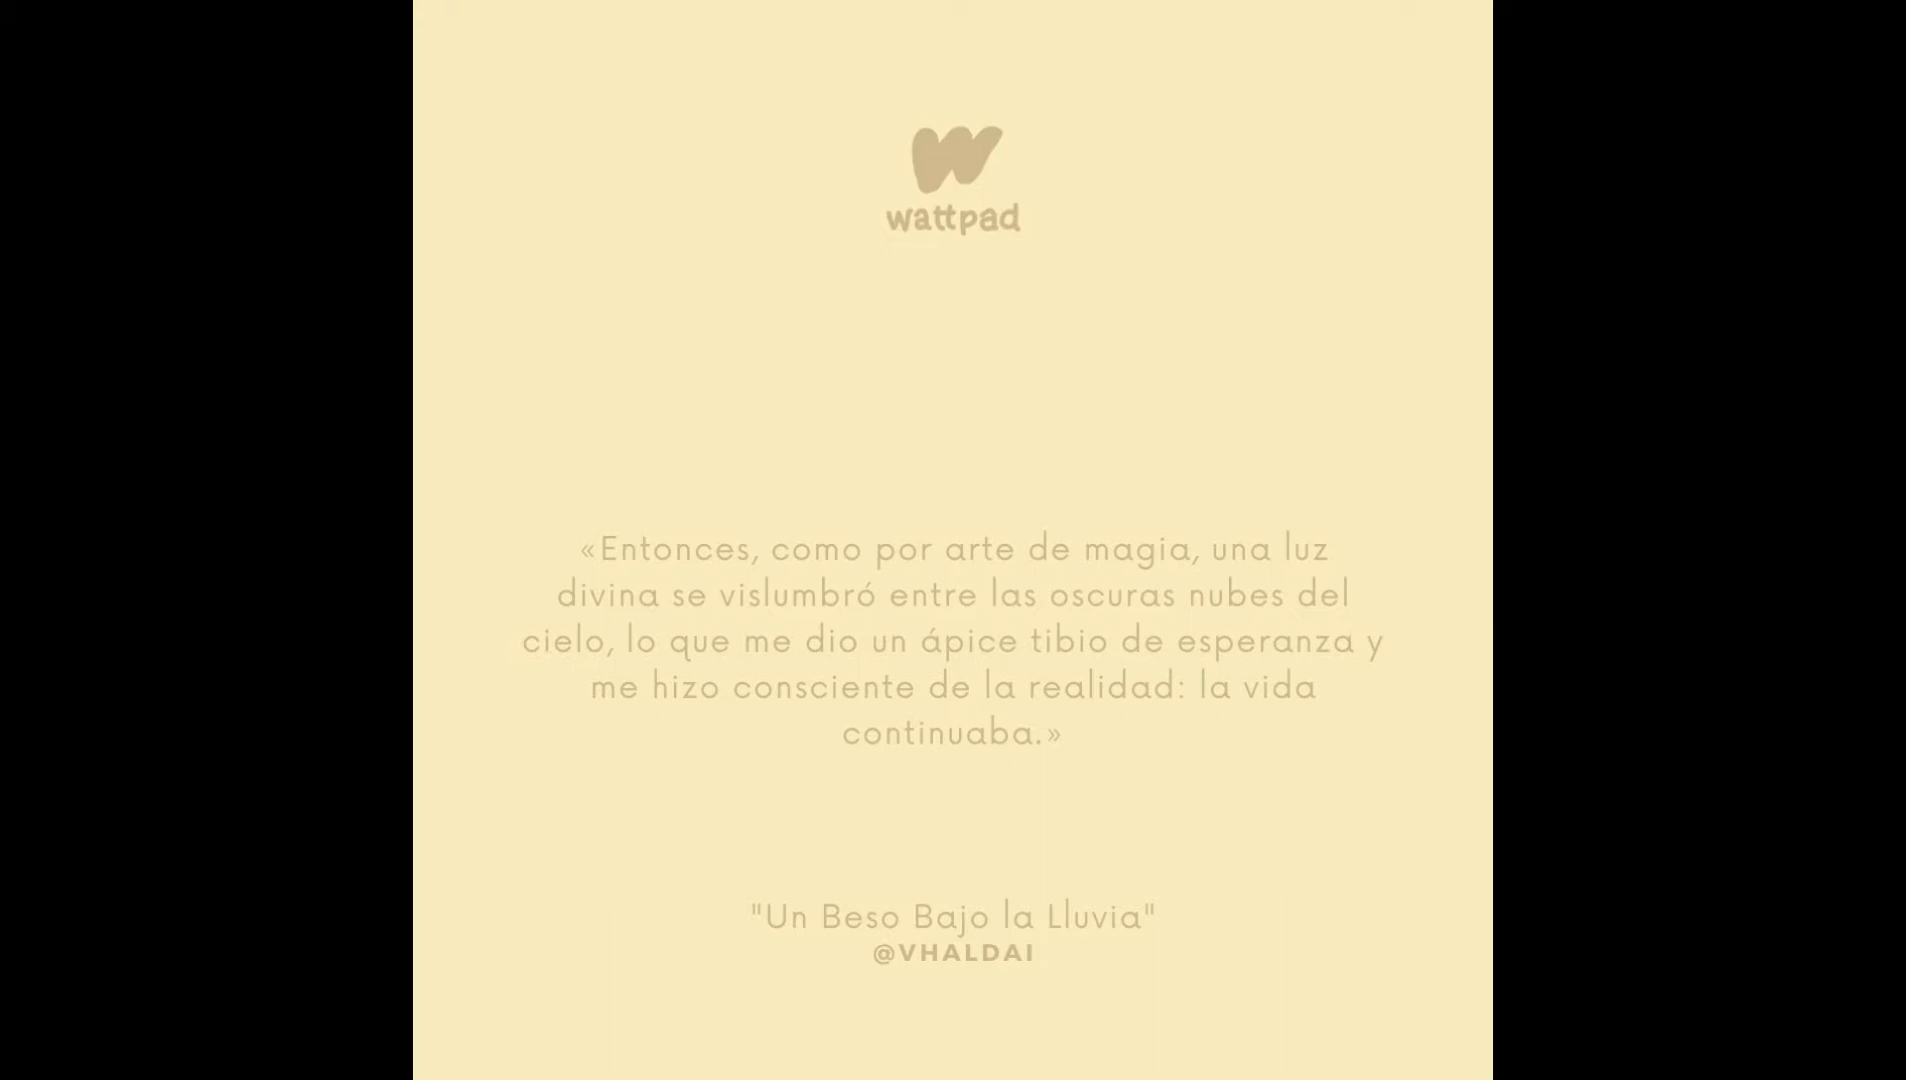 wattpad
«Entonces, como por arte de magia, una luz
divina se vislumbró entre las oscuras nubes del
cielo, lo que me dio un ápice tibio de esperanza y
me hizo consciente de la realidad: la vida
continuaba.»
"Un Beso Bajo la Lluvia"
@VHALDAI